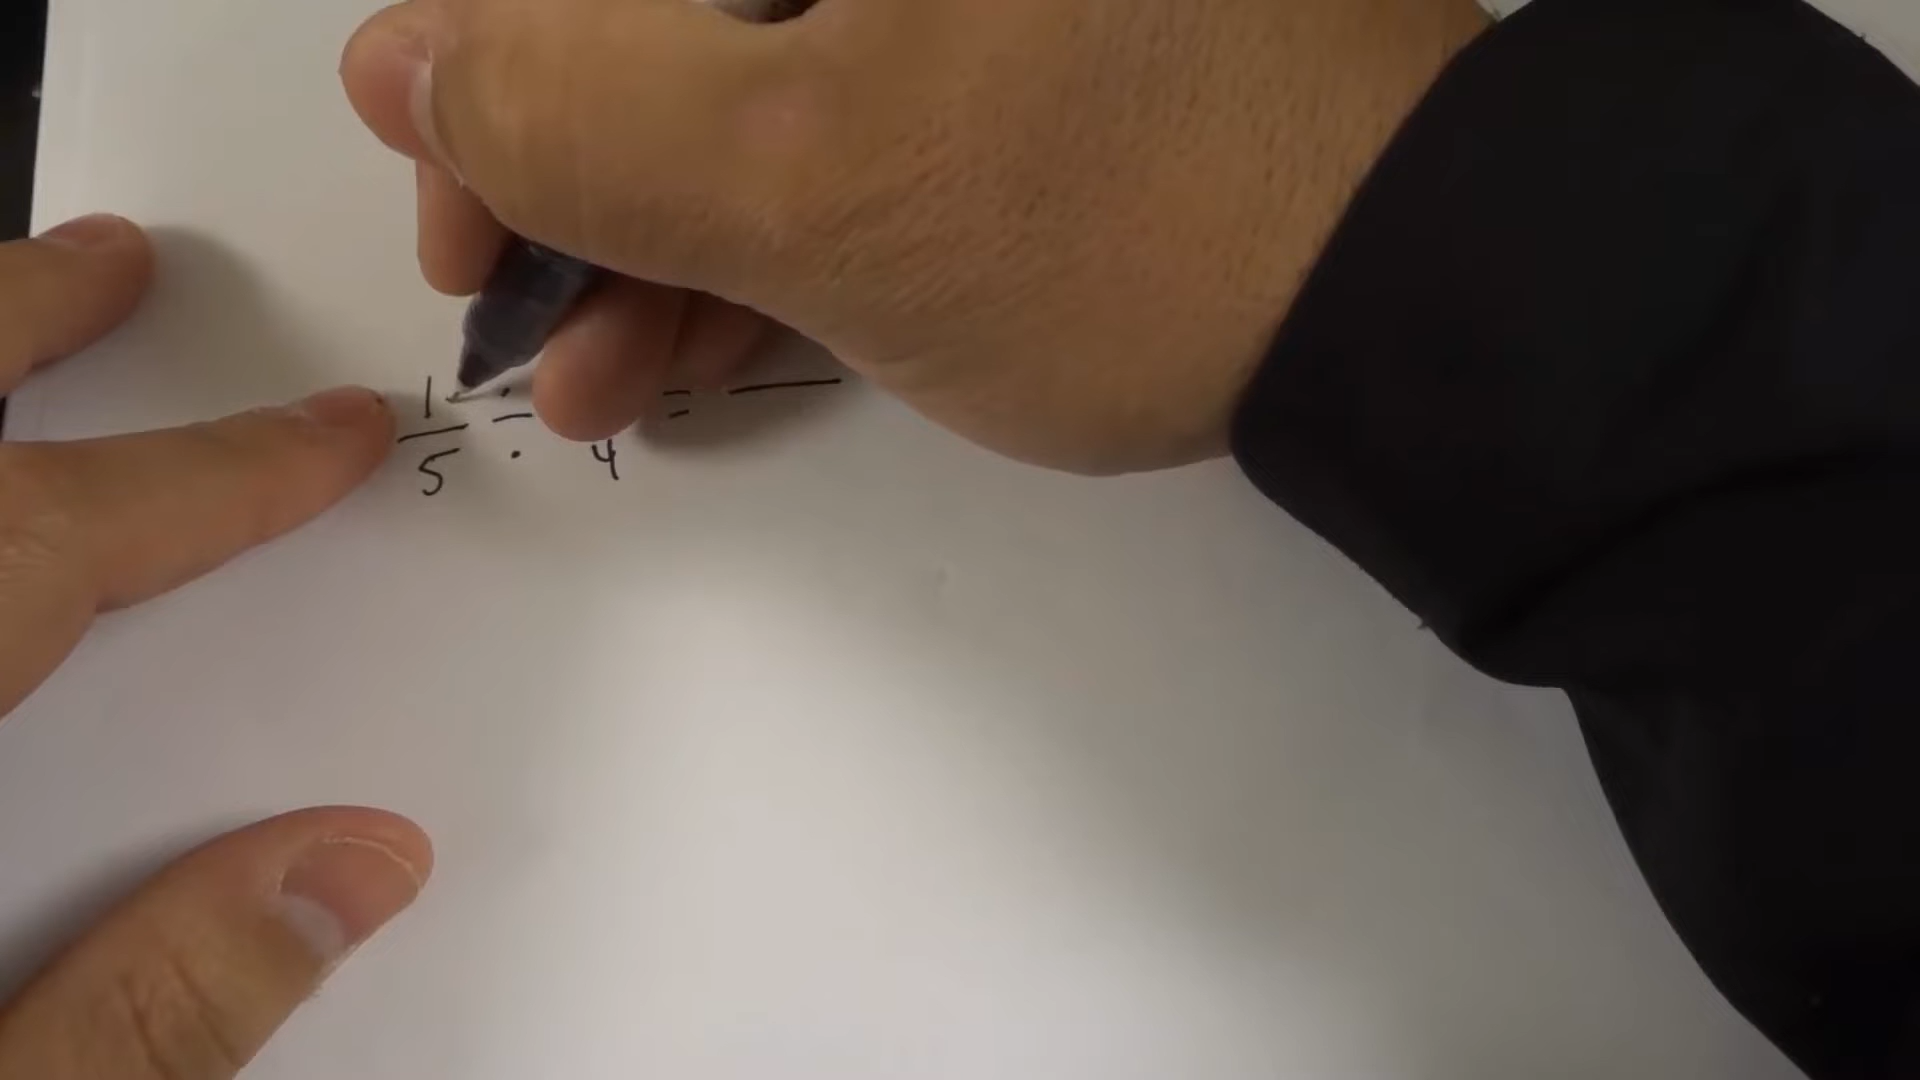 1/5 ÷ /4 = —